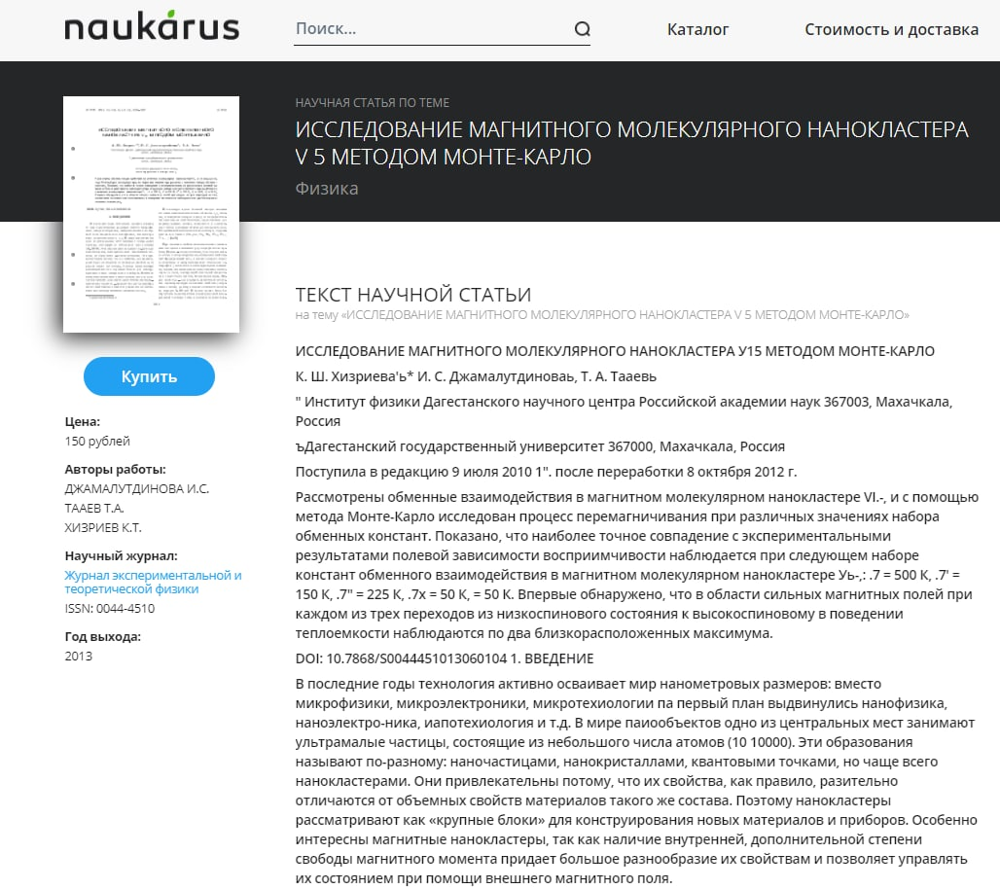 naukárus
Поиск...
Каталог
Стоимость и доставка
НАУЧНАЯ СТАТЬЯ ПО ТЕМЕ
ИССЛЕДОВАНИЕ МАГНИТНОГО МОЛЕКУЛЯРНОГО НАНОКЛАСТЕРА
V 5 МЕТОДОМ МОНТЕ-КАРЛО
Физика
Купить
Цена:
150 рублей
Авторы работы:
ДЖАМАЛУТДИНОВА И.С.
ТААЕВ Т.А.
ХИЗРИЕВ К.Т.
Научный журнал:
Журнал экспериментальной и
теоретической физики
ISSN: 0044-4510
Год выхода:
2013
ТЕКСТ НАУЧНОЙ СТАТЬИ
на тему «ИССЛЕДОВАНИЕ МАГНИТНОГО МОЛЕКУЛЯРНОГО НАНОКЛАСТЕРА V 5 МЕТОДОМ МОНТЕ-КАРЛО»
ИССЛЕДОВАНИЕ МАГНИТНОГО МОЛЕКУЛЯРНОГО НАНОКЛАСТЕРА У15 МЕТОДОМ МОНТЕ-КАРЛО
К. Ш. Хизриева'ь* И. С. Джамалутдиноваь, Т. А. Тааевь
" Институт физики Дагестанского научного центра Российской академии наук 367003, Махачкала,
Россия
ъДагестанский государственный университет 367000, Махачкала, Россия
Поступила в редакцию 9 июля 2010 1". после переработки 8 октября 2012 г.
Рассмотрены обменные взаимодействия в магнитном молекулярном нанокластере VI.-, и с помощью
метода Монте-Карло исследован процесс перемагничивания при различных значениях набора
обменных констант. Показано, что наиболее точное совпадение с экспериментальными
результатами полевой зависимости восприимчивости наблюдается при следующем наборе
констант обменного взаимодействия в магнитном молекулярном нанокластере Уь-,: .7 = 500 К, .7' =
150 К, .7" = 225 К, .7х = 50 К, = 50 К. Впервые обнаружено, что в области сильных магнитных полей при
каждом из трех переходов из низкоспинового состояния к высокоспиновому в поведении
теплоемкости наблюдаются по два близкорасположенных максимума.
DOI: 10.7868/S0044451013060104 1. ВВЕДЕНИЕ
В последние годы технология активно осваивает мир нанометровых размеров: вместо
микрофизики, микроэлектроники, микротехиологии па первый план выдвинулись нанофизика,
наноэлектро-ника, иапотехиология и т.д. В мире паиообъектов одно из центральных мест занимают
ультрамалые частицы, состоящие из небольшого числа атомов (10 10000). Эти образования
называют по-разному: наночастицами, нанокристаллами, квантовыми точками, но чаще всего
нанокластерами. Они привлекательны потому, что их свойства, как правило, разительно
отличаются от объемных свойств материалов такого же состава. Поэтому нанокластеры
рассматривают как «крупные блоки» для конструирования новых материалов и приборов. Особенно
интересны магнитные нанокластеры, так как наличие внутренней, дополнительной степени
свободы магнитного момента придает большое разнообразие их свойствам и позволяет управлять
их состоянием при помощи внешнего магнитного поля.